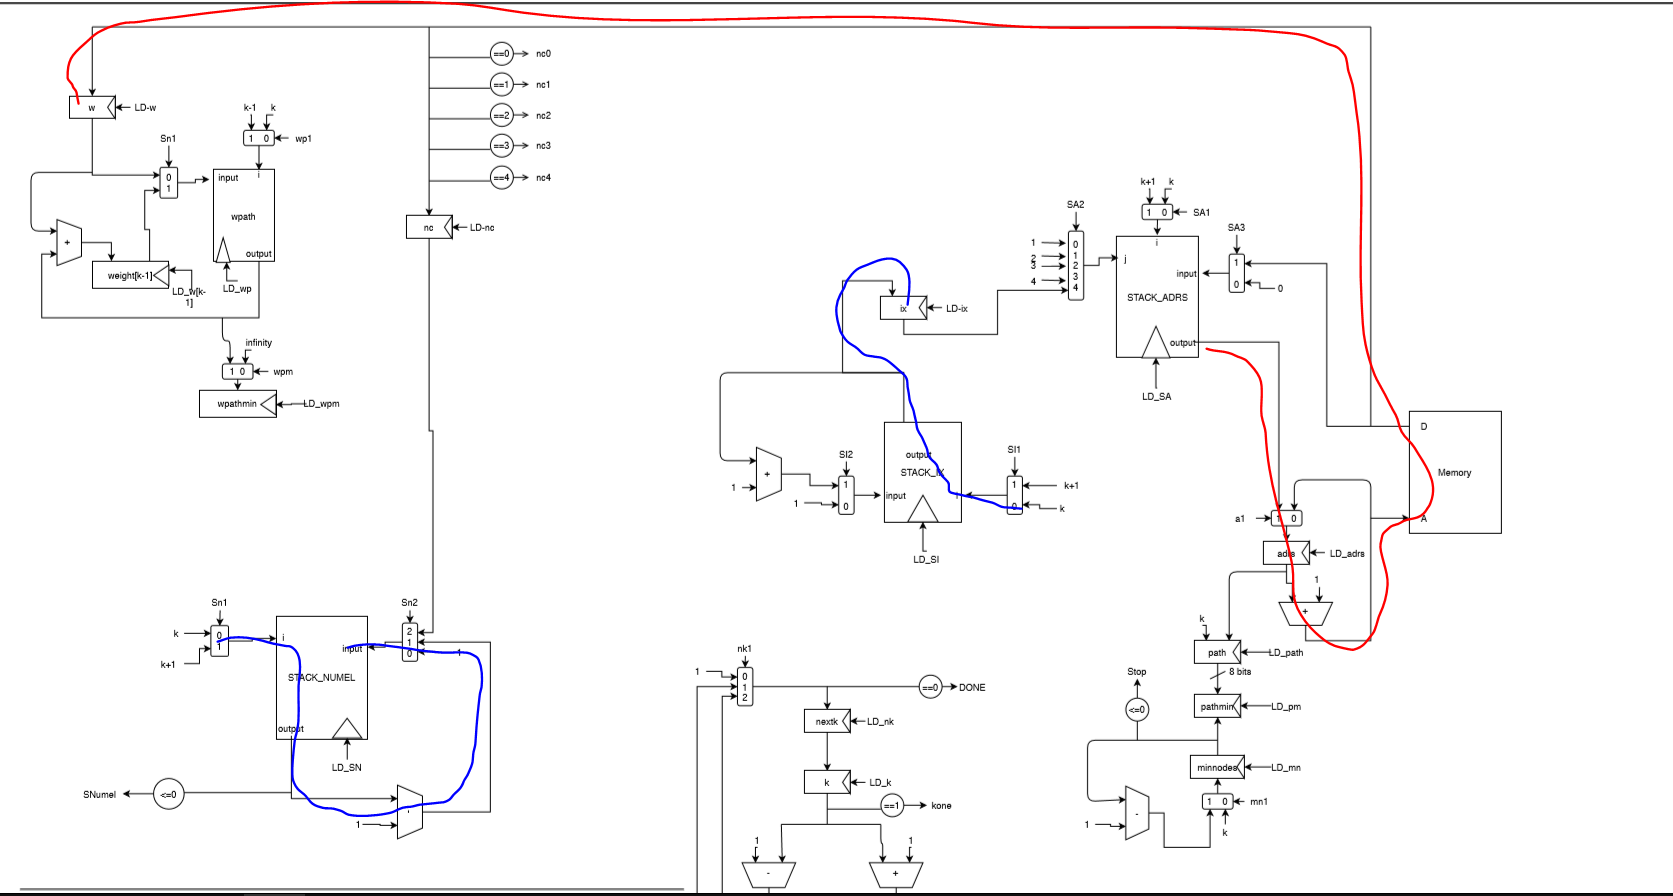 ==0 nc0
==1 nc1
==2 nc2
==3 nc3
==4 nc4
w LD-w
k-1 k
1 0 wp1
Sn1
0
1
input i
wpath
output
LD_wp
+
weight[k-1]
LD_w[k-
1]
infinity
1 0 wpm
wpathmin LD_wpm
nc LD-nc
k+1 k
1 0 SA1
SA2
1
2
3
4
0
1
2
3
4
i
j
input
STACK_ADRS
output
LD_SA
SA3
1
0
0
ix LD-ix
output
STACK_IX
input
LD_SI
SI1
1
0
k+1
k
SI2
1
0
+
1
1
D
Memory
A
a1 1 0
adrs LD_adrs
1
+
k
path LD_path
8 bits
pathmin LD_pm
Stop
<=0
minnodes LD_mn
1 0 mn1
k
1
-
Sn1
k
k+1
0
1
i
input
STACK_NUMEL
output
LD_SN
Sn2
2
1
0
1
SNumel <=0
1
-
nk1
1
0
1
2
==0 DONE
nextk LD_nk
k LD_k
==1 kone
1
1
-
+